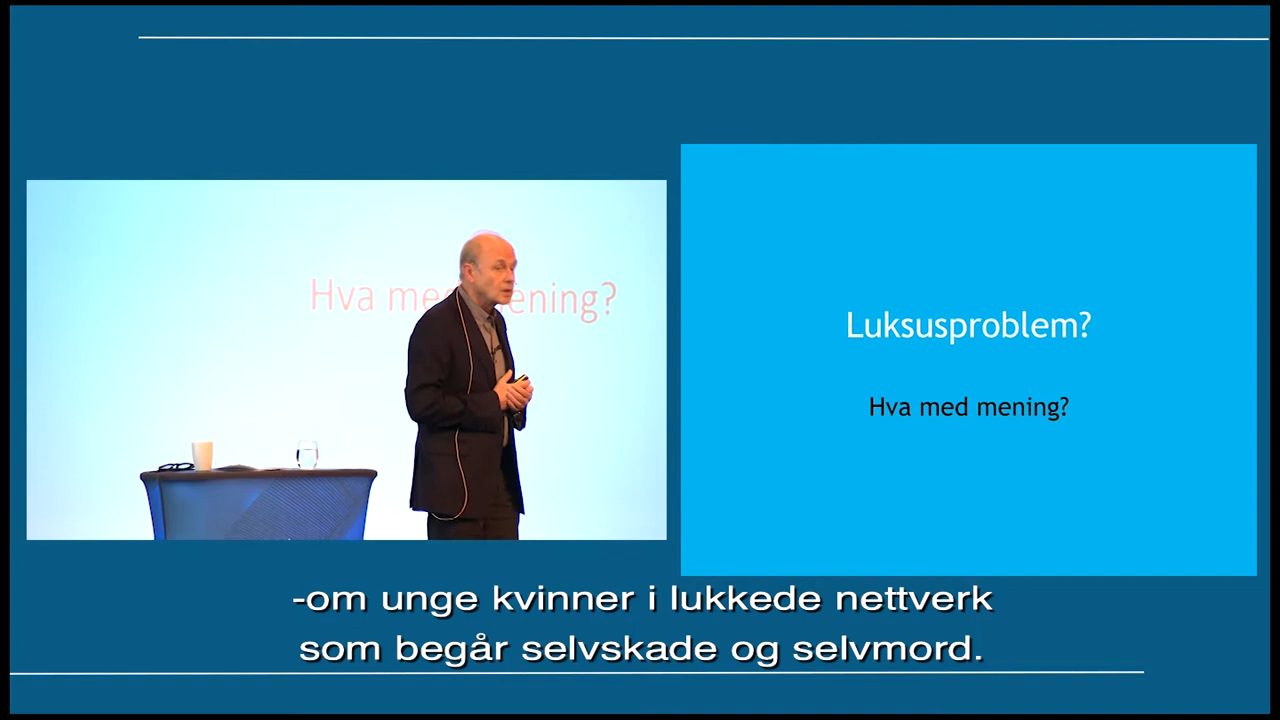 Hva med mening?
Luksusproblem?
Hva med mening?
-om unge kvinner i lukkede nettverk
som begår selvskade og selvmord.